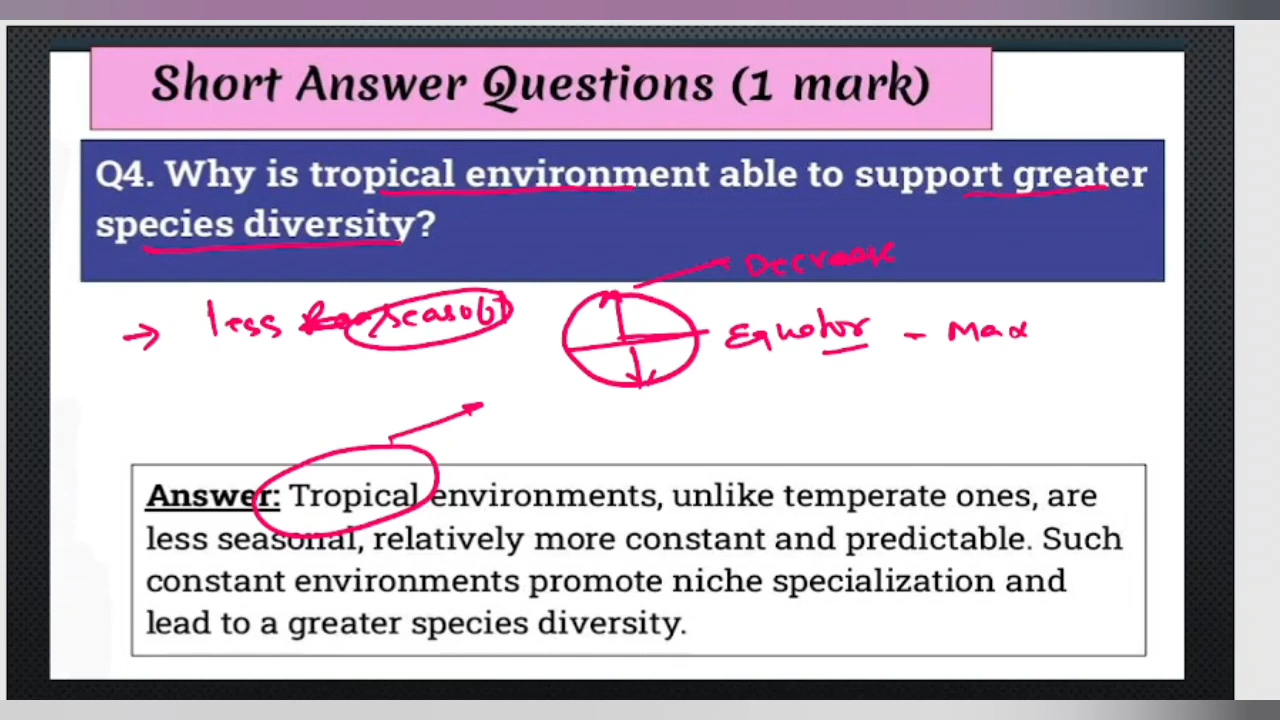 Short Answer Questions (1 mark)
Q4. Why is tropical environment able to support greater
species diversity?
Decrease
→ less seasonal
Equator - Max
Answer: Tropical environments, unlike temperate ones, are
less seasonal, relatively more constant and predictable. Such
constant environments promote niche specialization and
lead to a greater species diversity.